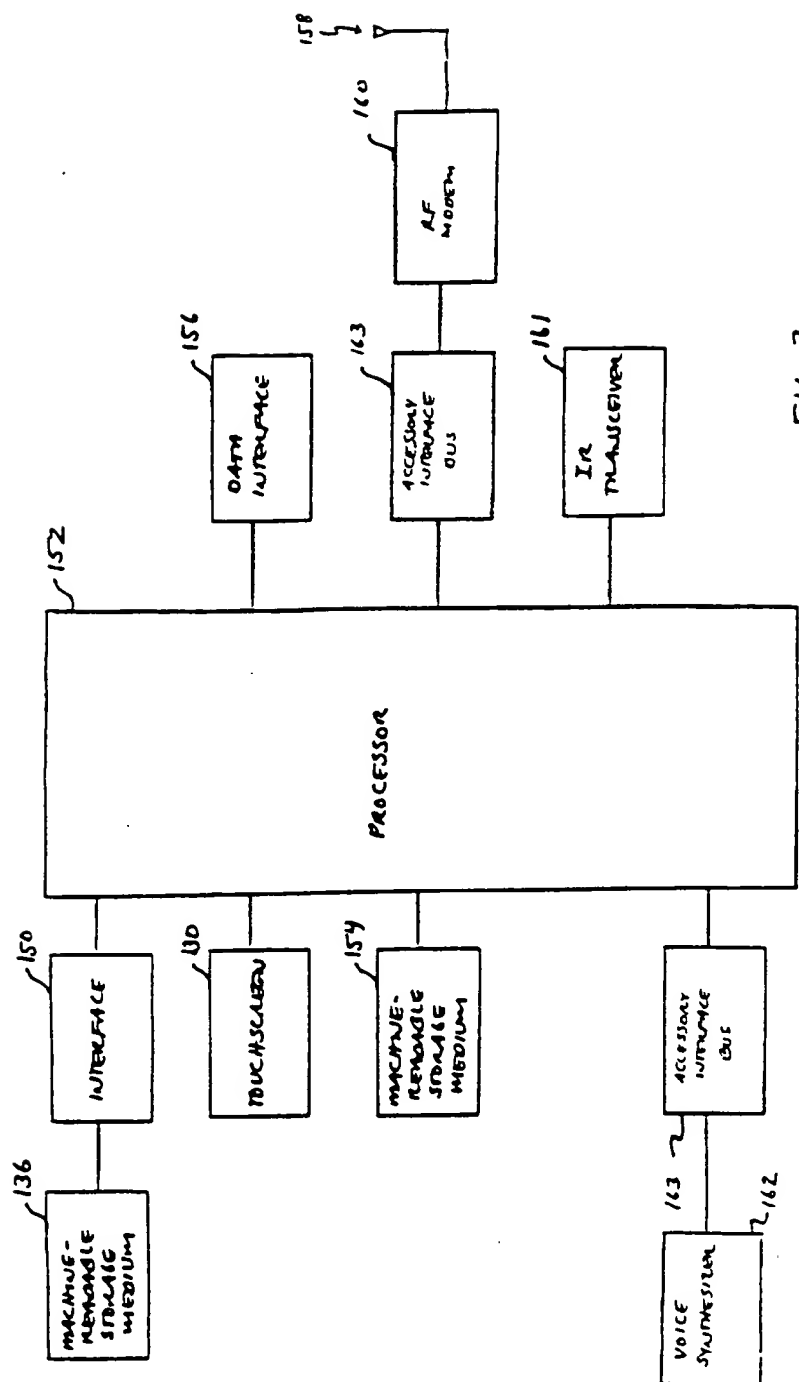 136
MACHINE-
READABLE
STORAGE
MEDIUM
150
INTERFACE
130
TOUCHSCREEN
154
MACHINE-
READABLE
STORAGE
MEDIUM
VOICE
SYNTHESIZER
162
163
ACCESSORY
INTERFACE
BUS
152
PROCESSOR
156
DATA
INTERFACE
163
ACCESSORY
INTERFACE
BUS
160
RF
MODEM
158
161
IR
TRANSCEIVER